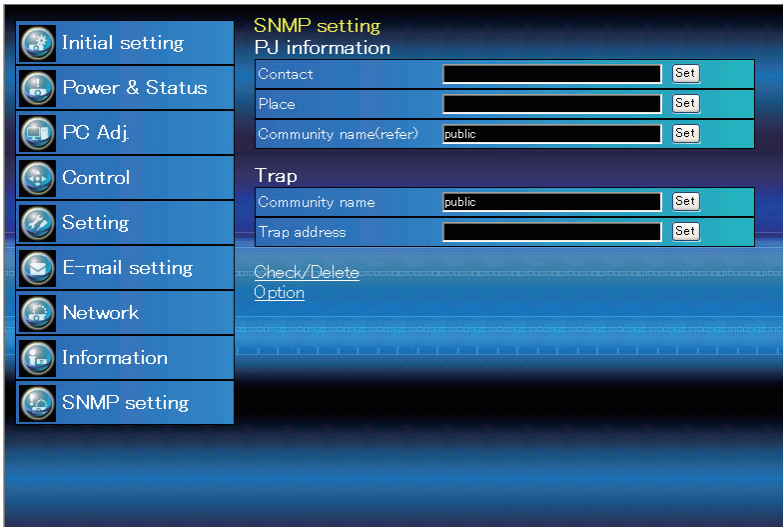 Initial setting
Power & Status
PC Adj.
Control
Setting
E-mail setting
Network
Information
SNMP setting
SNMP setting
PJ information
Contact Set
Place Set
Community name(refer) public Set
Trap
Community name public Set
Trap address Set
Check/Delete
Option